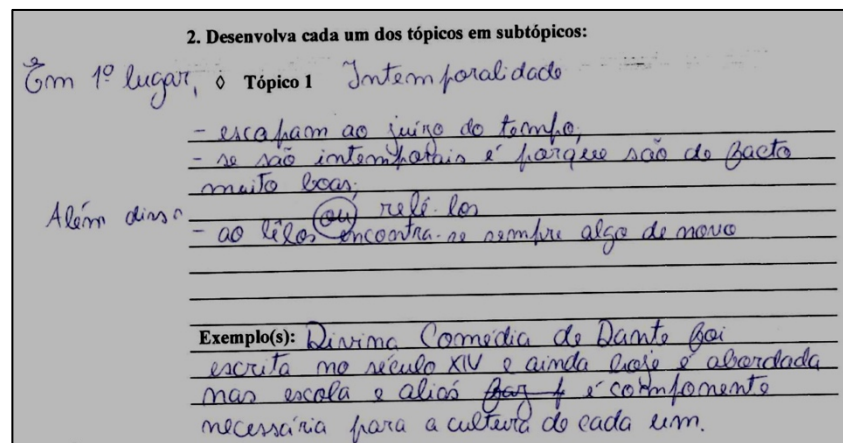 2. Desenvolva cada um dos tópicos em subtópicos:
Em 1º lugar, ◊ Tópico 1 Intemporalidade
- escapam ao juízo do tempo;
- se são intemporais é porque são de facto
muito boas;
Além disso
ou relê-los
- ao lê-los encontra-se sempre algo de novo
Exemplo(s): Divina Comédia de Dante foi
escrita no século XIV e ainda hoje é abordada
nas escola e aliás faz f é componente
necessária para a cultura de cada um.